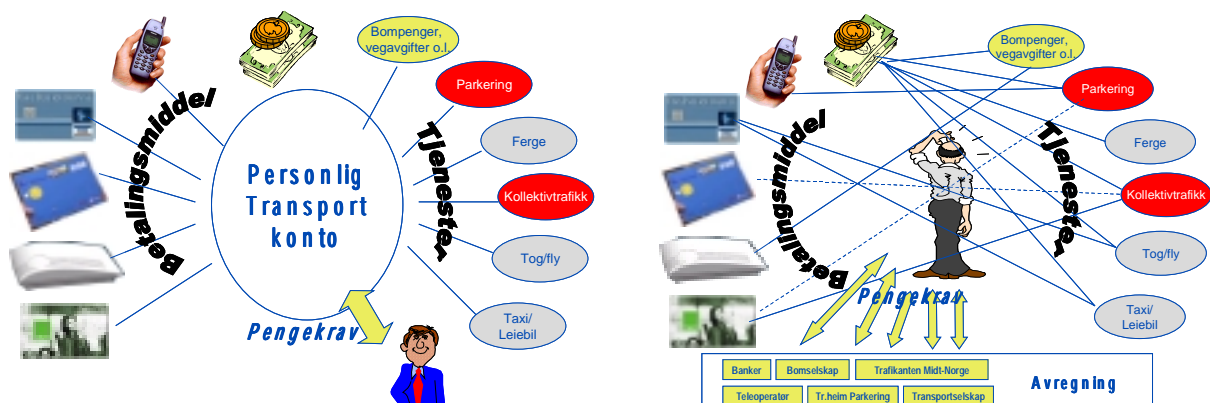 Bompenger,
vegavgifter o.l.
Parkering
Ferge
Kollektivtrafikk
Tog/fly
Taxi/
Leiebil
Betalingsmiddel
Tjenester
Personlig
Transport
konto
Pengekrav
Bompenger,
vegavgifter o.l.
Parkering
Ferge
Kollektivtrafikk
Tog/fly
Taxi/
Leiebil
Betalingsmiddel
Tjenester
Pengekrav
Banker
Bomselskap
Trafikanten Midt-Norge
Avregning
Teleoperatør
Tr.heim Parkering
Transportselskap